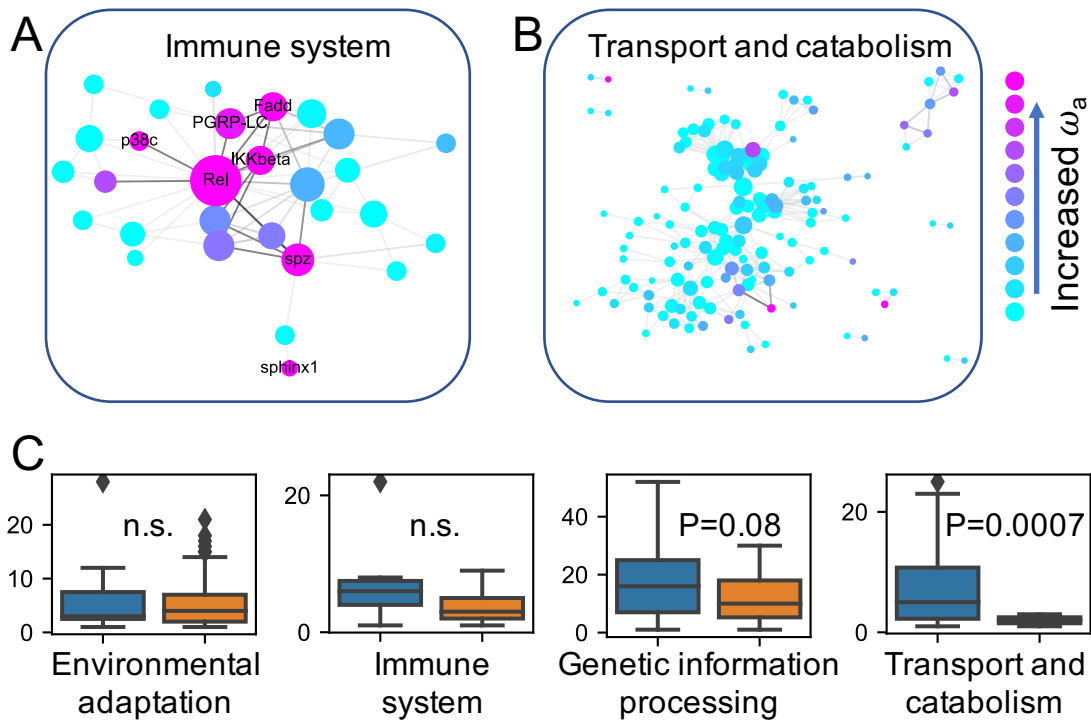 A
Immune system
Fadd
PGRP-LC
p38c
IKKbeta
Rel
spz
sphinx1
B
Transport and catabolism
Increased ωa
C
20
10
0
n.s.
Environmental
adaptation
20
0
n.s.
Immune
system
40
20
0
P=0.08
Genetic information
processing
20
0
P=0.0007
Transport and
catabolism